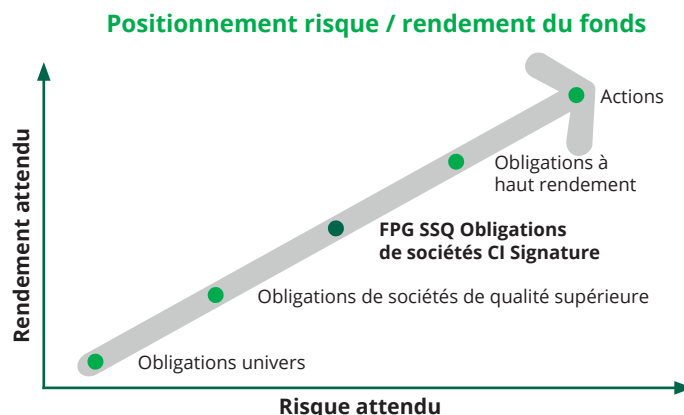 Positionnement risque / rendement du fonds
Rendement attendu
Actions
Obligations à
haut rendement
FPG SSQ Obligations
de sociétés CI Signature
Obligations de sociétés de qualité supérieure
Obligations univers
Risque attendu